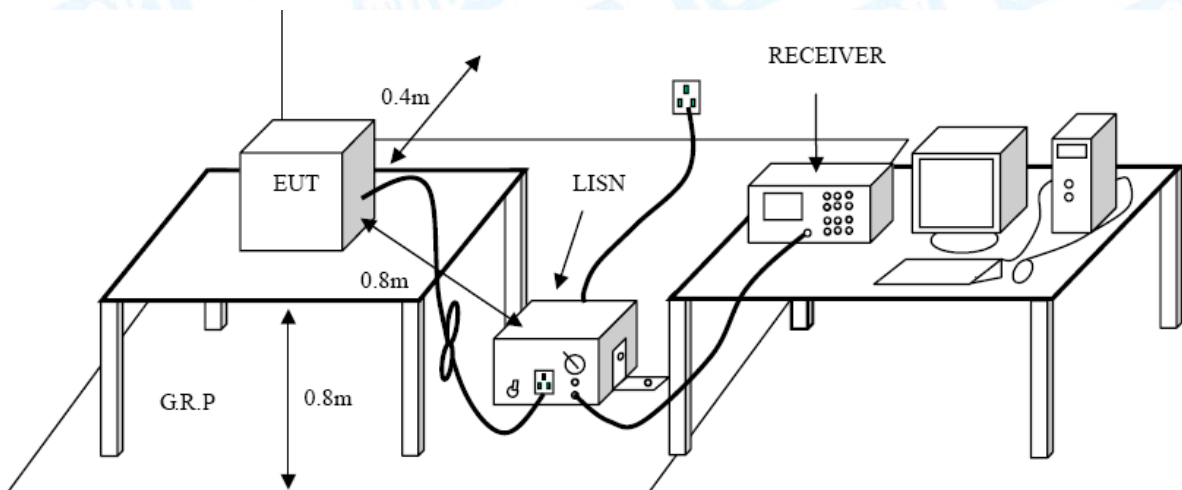 RECEIVER
0.4m
EUT
LISN
0.8m
G.R.P
0.8m